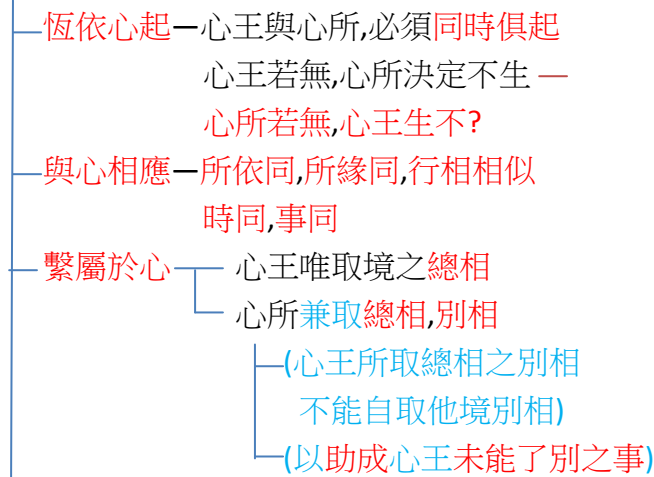 恆依心起—心王與心所,必須同時俱起
心王若無,心所決定不生—
心所若無,心王生不?
與心相應—所依同,所緣同,行相相似
時同,事同
繫屬於心 心王唯取境之總相
心所兼取總相,別相
(心王所取總相之別相
不能自取他境別相)
(以助成心王未能了別之事)